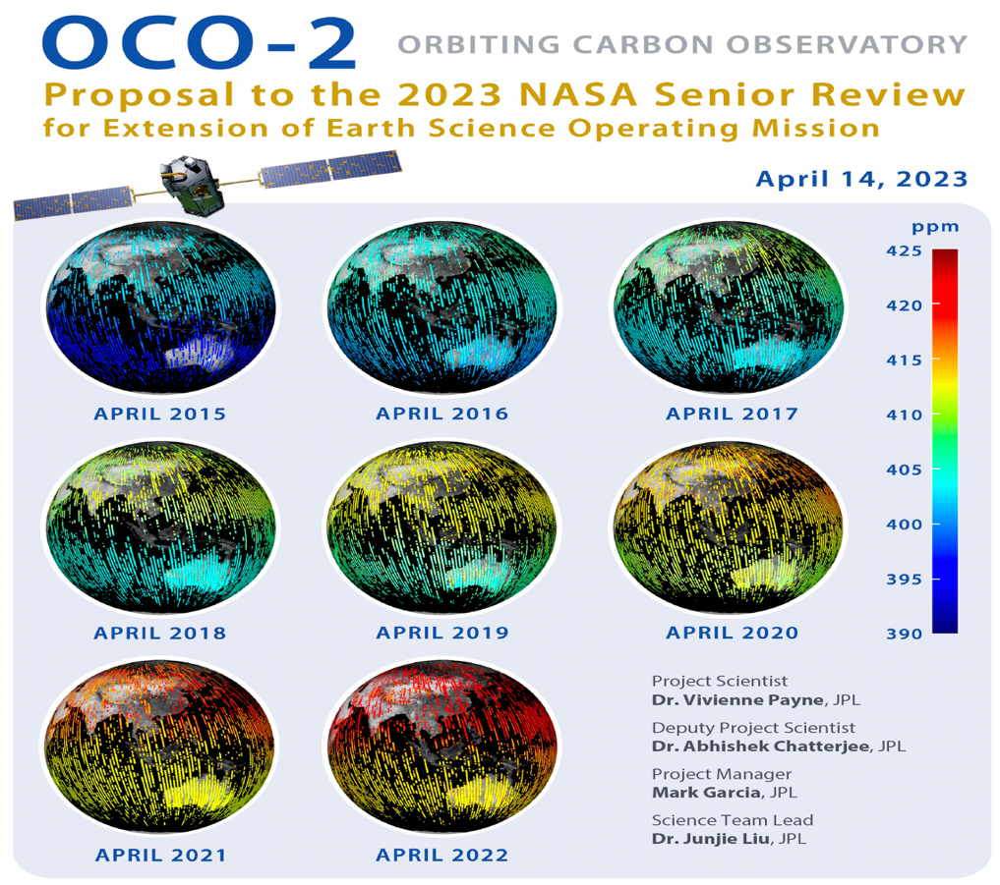 OCO-2 ORBITING CARBON OBSERVATORY
Proposal to the 2023 NASA Senior Review
for Extension of Earth Science Operating Mission
April 14, 2023
ppm
425
420
415
410
405
400
395
390
APRIL 2015
APRIL 2016
APRIL 2017
APRIL 2018
APRIL 2019
APRIL 2020
APRIL 2021
APRIL 2022
Project Scientist
Dr. Vivienne Payne, JPL
Deputy Project Scientist
Dr. Abhishek Chatterjee, JPL
Project Manager
Mark Garcia, JPL
Science Team Lead
Dr. Junjie Liu, JPL